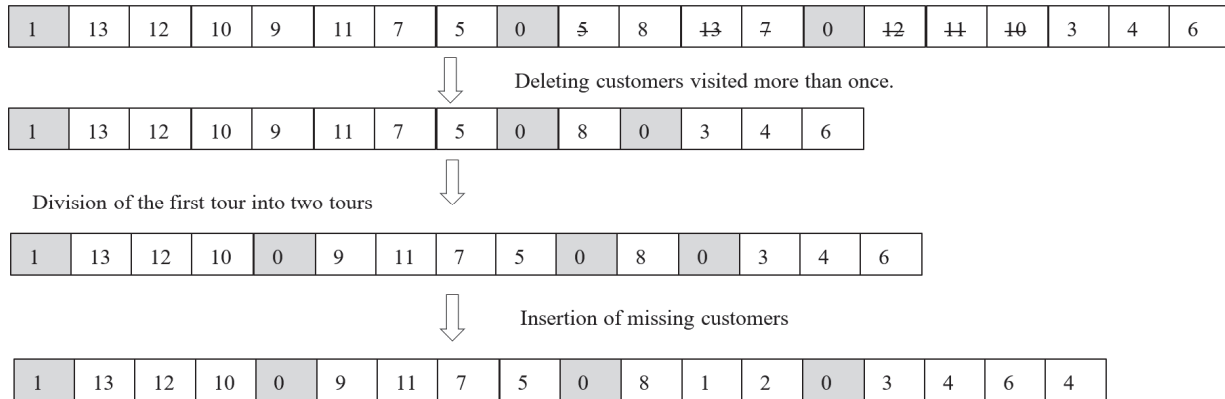 1 13 12 10 9 11 7 5 0 5 8 13 7 0 12 11 10 3 4 6
Deleting customers visited more than once.
1 13 12 10 9 11 7 5 0 8 0 3 4 6
Division of the first tour into two tours
1 13 12 10 0 9 11 7 5 0 8 0 3 4 6
Insertion of missing customers
1 13 12 10 0 9 11 7 5 0 8 1 2 0 3 4 6 4